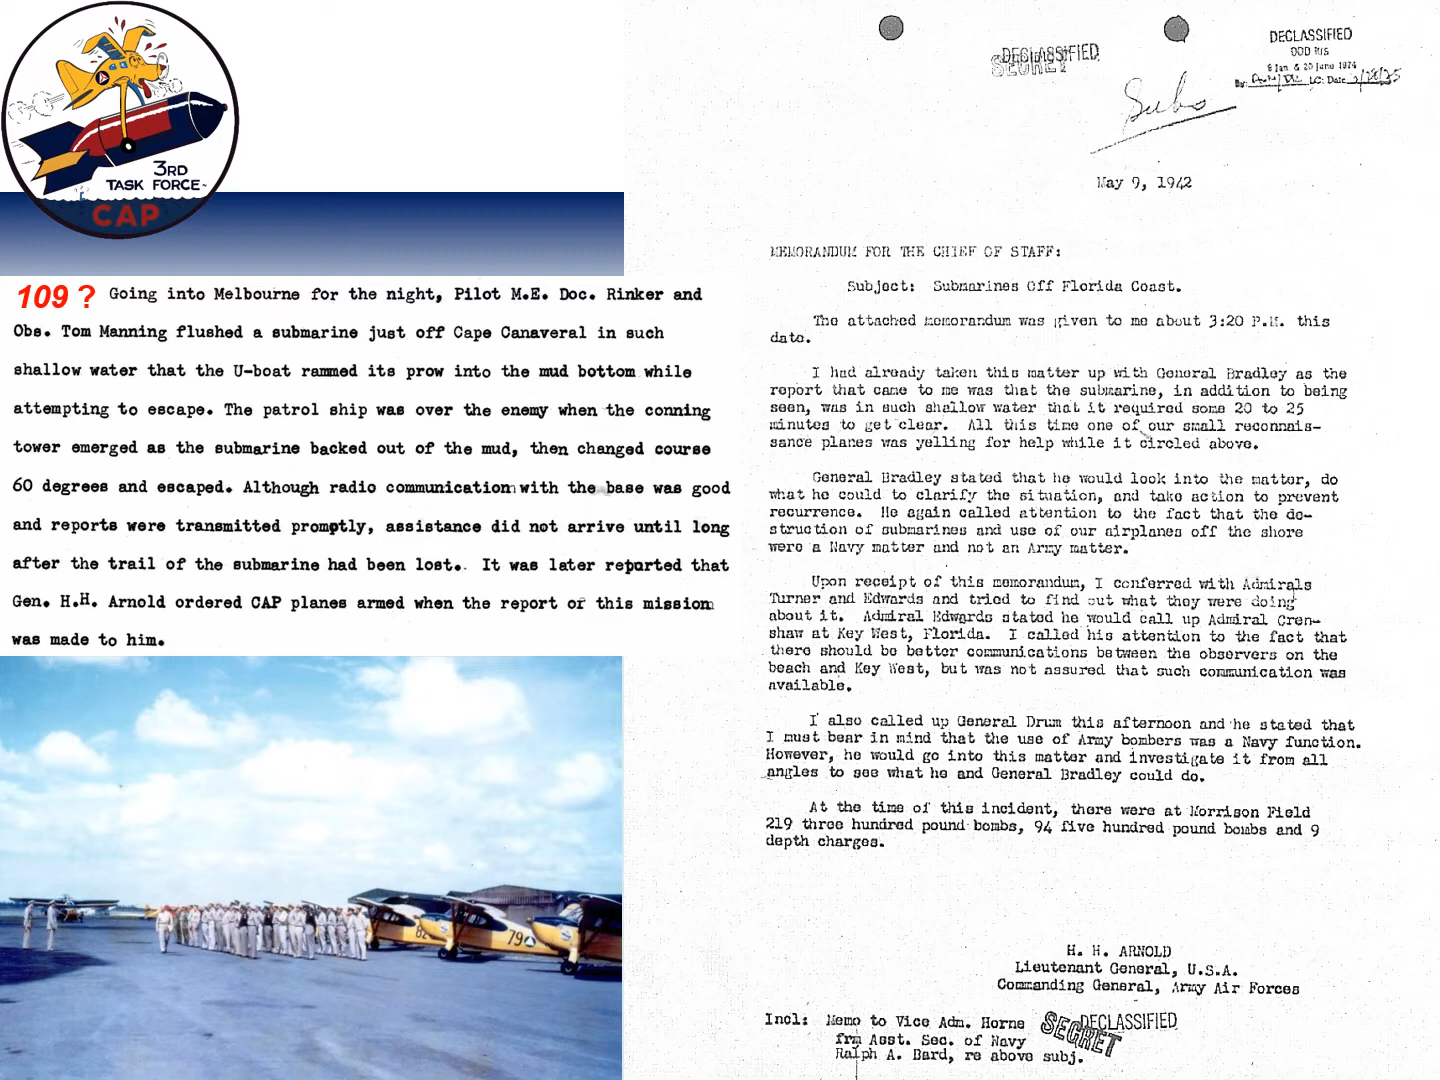 3RD
TASK FORCE
CAP
109 ? Going into Melbourne for the night, Pilot M.E. Doc. Rinker and
Obs. Tom Manning flushed a submarine just off Cape Canaveral in such
shallow water that the U-boat rammed its prow into the mud bottom while
attempting to escape. The patrol ship was over the enemy when the conning
tower emerged as the submarine backed out of the mud, then changed course
60 degrees and escaped. Although radio communication with the base was good
and reports were transmitted promptly, assistance did not arrive until long
after the trail of the submarine had been lost. It was later reported that
Gen. H.H. Arnold ordered CAP planes armed when the report of this mission
was made to him.
82
79
DECLASSIFIED
SECRET
DECLASSIFIED
DOD
9 Jan. & 20 June 1974
By: Date
Subs
May 9, 1942
MEMORANDUM FOR THE CHIEF OF STAFF:
Subject: Submarines Off Florida Coast.
The attached memorandum was given to me about 3:20 P.M. this
date.
I had already taken this matter up with General Bradley as the
report that came to me was that the submarine, in addition to being
seen, was in such shallow water that it required some 20 to 25
minutes to get clear. All this time one of our small reconnais-
sance planes was yelling for help while it circled above.
General Bradley stated that he would look into the matter, do
what he could to clarify the situation, and take action to prevent
recurrence. He again called attention to the fact that the de-
struction of submarines and use of our airplanes off the shore
were a Navy matter and not an Army matter.
Upon receipt of this memorandum, I conferred with Admirals
Turner and Edwards and tried to find out what they were doing
about it. Admiral Edwards stated he would call up Admiral Cren-
shaw at Key West, Florida. I called his attention to the fact that
there should be better communications between the observers on the
beach and Key West, but was not assured that such communication was
available.
I also called up General Drum this afternoon and he stated that
I must bear in mind that the use of Army bombers was a Navy function.
However, he would go into this matter and investigate it from all
angles to see what he and General Bradley could do.
At the time of this incident, there were at Morrison Field
219 three hundred pound bombs, 94 five hundred pound bombs and 9
depth charges.
H. H. ARNOLD
Lieutenant General, U.S.A.
Commanding General, Army Air Forces
Incl: Memo to Vice Adm. Horne
frm Asst. Sec. of Navy
Ralph A. Bard, re above subj.
SECRET
DECLASSIFIED